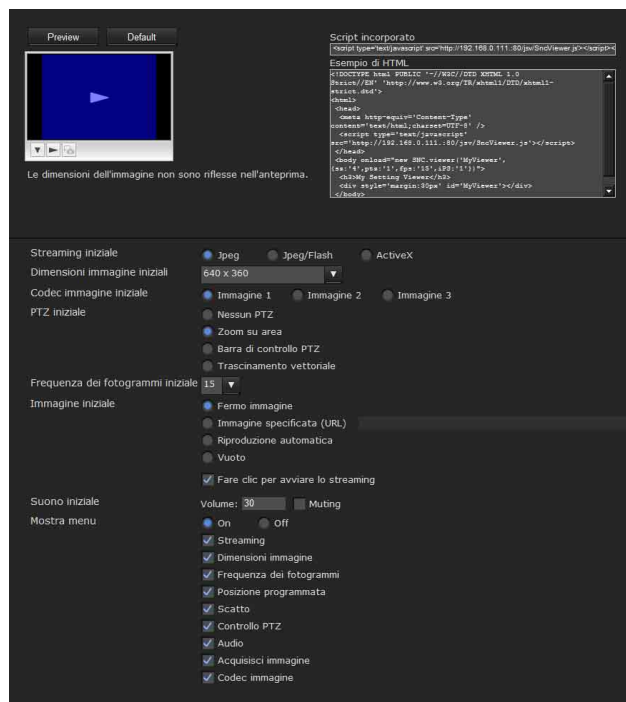 Preview Default
Le dimensioni dell'immagine non sono riflesse nell'anteprima.
Script incorporato
<script type='text/javascript' src='http://192.168.0.111.:80/jsv/SncViewer.js'></script><
Esempio di HTML
<!DOCTYPE html PUBLIC '-//W3C//DTD XHTML 1.0
Strict//EN' 'http://www.w3.org/TR/xhtml1/DTD/xhtml1-
strict.dtd'>
<html>
<head>
<meta http-equiv='Content-Type'
content='text/html;charset=UTF-8' />
<script type='text/javascript'
src='http://192.168.0.111.:80/jsv/SncViewer.js'></script>
</head>
<body onload="new SNC.viewer('MyViewer',
{ss:'4',ptz:'1',fps:'15',iPS:'1'})">
<h3>My Setting Viewer</h3>
<div style='margin:30px' id='MyViewer'></div>
</body>
Streaming iniziale Jpeg Jpeg/Flash ActiveX
Dimensioni immagine iniziali 640 x 360
Codec immagine iniziale Immagine 1 Immagine 2 Immagine 3
PTZ iniziale Nessun PTZ
Zoom su area
Barra di controllo PTZ
Trascinamento vettoriale
Frequenza dei fotogrammi iniziale 15
Immagine iniziale Fermo immagine
Immagine specificata (URL)
Riproduzione automatica
Vuoto
Fare clic per avviare lo streaming
Suono iniziale Volume: 30 Muting
Mostra menu On Off
Streaming
Dimensioni immagine
Frequenza dei fotogrammi
Posizione programmata
Scatto
Controllo PTZ
Audio
Acquisisci immagine
Codec immagine